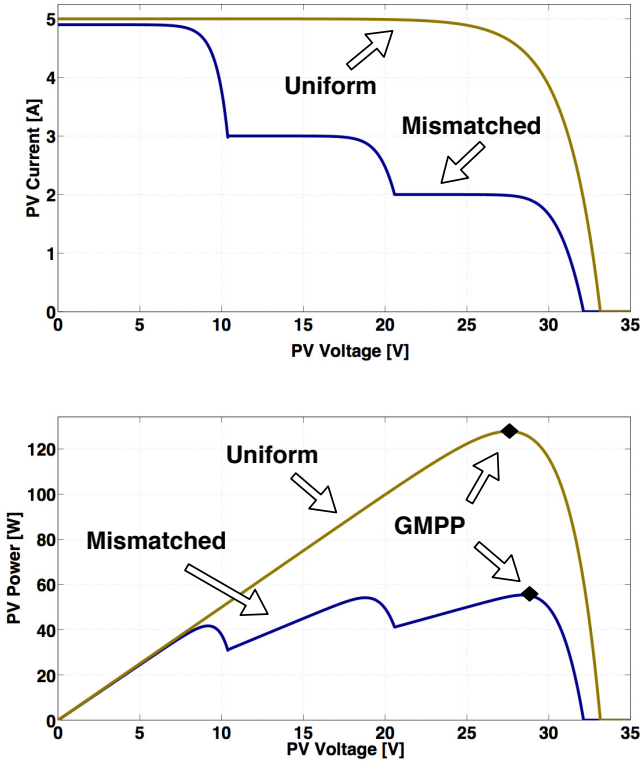 5
4
3
2
1
0
PV Current [A]
Uniform
Mismatched
0 5 10 15 20 25 30 35
PV Voltage [V]
120
100
80
60
40
20
0
PV Power [W]
Uniform
Mismatched
GMPP
0 5 10 15 20 25 30 35
PV Voltage [V]